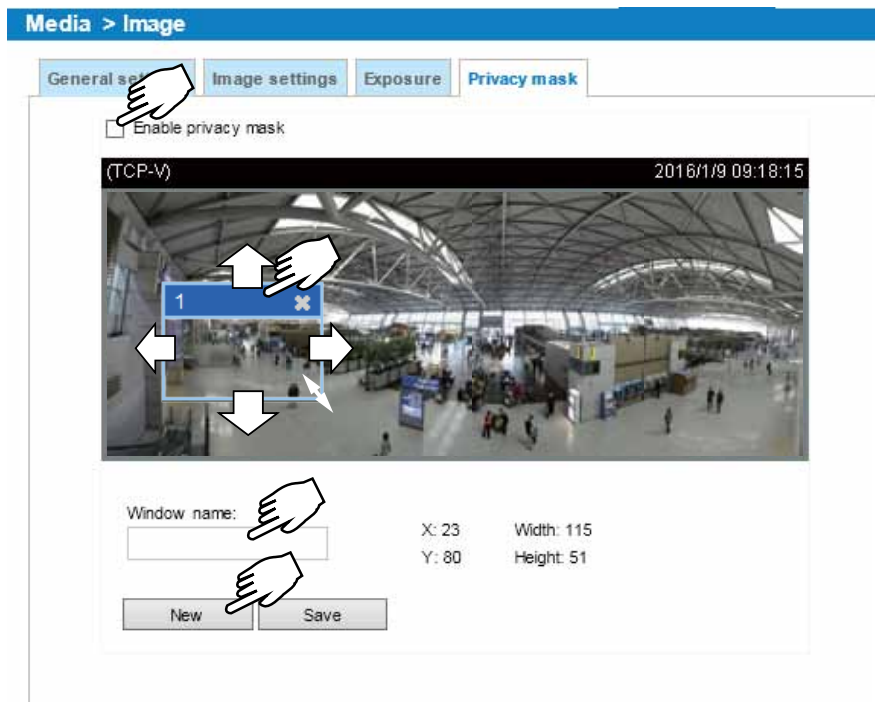 Media > Image
General se
Image settings
Exposure
Privacy mask
Enable privacy mask
(TCP-V) 2016/1/9 09:18:15
1
Window name:
X: 23 Width: 115
Y: 80 Height: 51
New Save